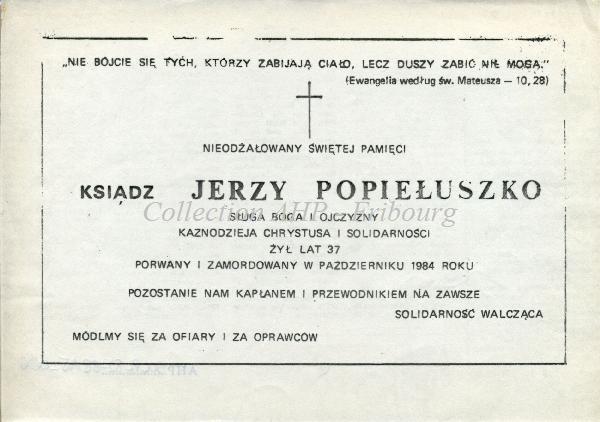 „NIE BÓJCIE SIĘ TYCH, KTÓRZY ZABIJAJĄ CIAŁO, LECZ DUSZY ZABIĆ NIE MOGĄ.”
(Ewangelia według św. Mateusza — 10, 28)
NIEODŻAŁOWANY ŚWIĘTEJ PAMIĘCI
KSIĄDZ JERZY POPIEŁUSZKO
Collection AHP - Fribourg
SŁUGA BOGA I OJCZYZNY
KAZNODZIEJA CHRYSTUSA I SOLIDARNOŚCI
ŻYŁ LAT 37
PORWANY I ZAMORDOWANY W PAŹDZIERNIKU 1984 ROKU
POZOSTANIE NAM KAPŁANEM I PRZEWODNIKIEM NA ZAWSZE
SOLIDARNOŚĆ WALCZĄCA
MÓDLMY SIĘ ZA OFIARY I ZA OPRAWCÓW